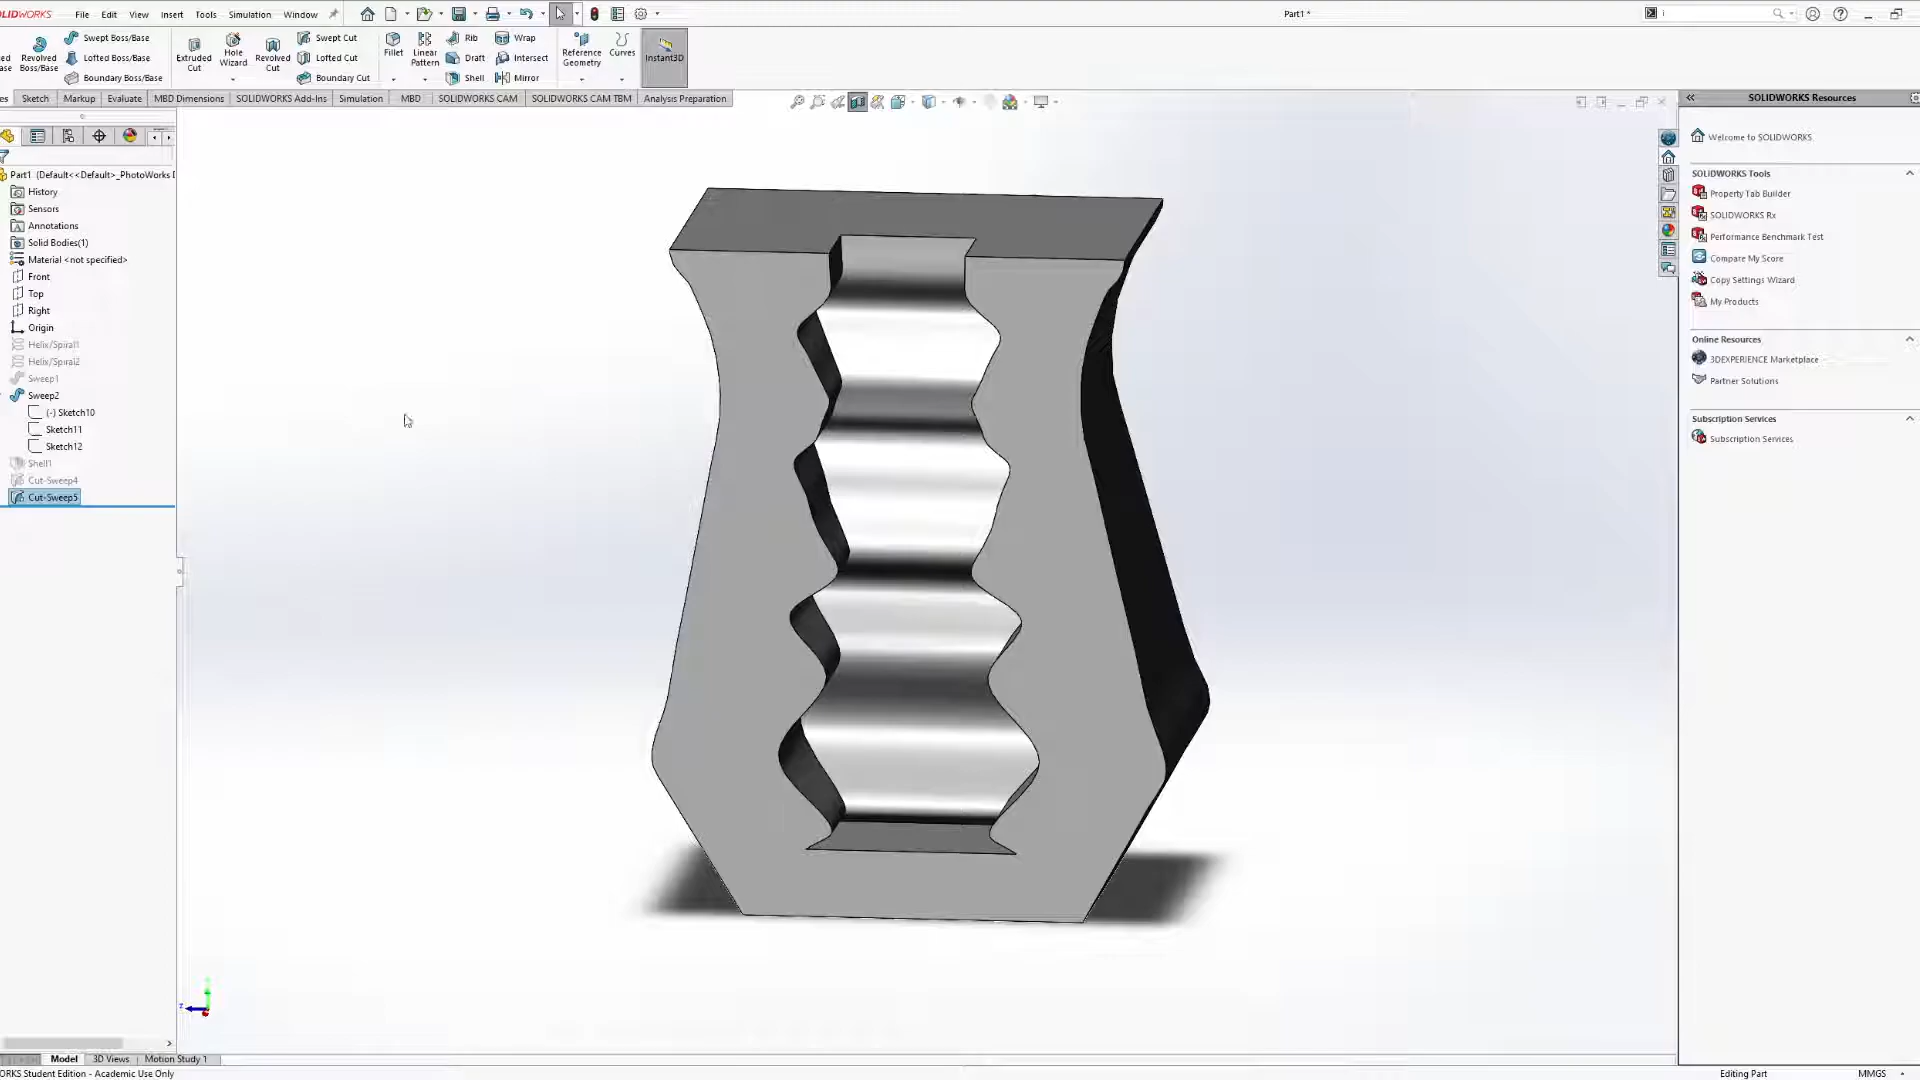 OLIDWORKS File Edit View Insert Tools Simulation Window Part1 *
Revolved Boss/Base
Swept Boss/Base
Lofted Boss/Base
Boundary Boss/Base
Extruded Cut
Hole Wizard
Revolved Cut
Swept Cut
Lofted Cut
Boundary Cut
Fillet
Linear Pattern
Rib
Draft
Shell
Wrap
Intersect
Mirror
Reference Geometry
Curves
Instant3D
es Sketch Markup Evaluate MBD Dimensions SOLIDWORKS Add-Ins Simulation MBD SOLIDWORKS CAM SOLIDWORKS CAM TBM Analysis Preparation
Part1 (Default<<Default>_PhotoWorks
History
Sensors
Annotations
Solid Bodies(1)
Material <not specified>
Front
Top
Right
Origin
Helix/Spiral1
Helix/Spiral2
Sweep1
Sweep2
(-) Sketch10
Sketch11
Sketch12
Shell1
Cut-Sweep4
Cut-Sweep5
SOLIDWORKS Resources
Welcome to SOLIDWORKS
SOLIDWORKS Tools
Property Tab Builder
SOLIDWORKS Rx
Performance Benchmark Test
Compare My Score
Copy Settings Wizard
My Products
Online Resources
3DEXPERIENCE Marketplace
Partner Solutions
Subscription Services
Subscription Services
Model 3D Views Motion Study 1
ORKS Student Edition - Academic Use Only Editing Part MMGS